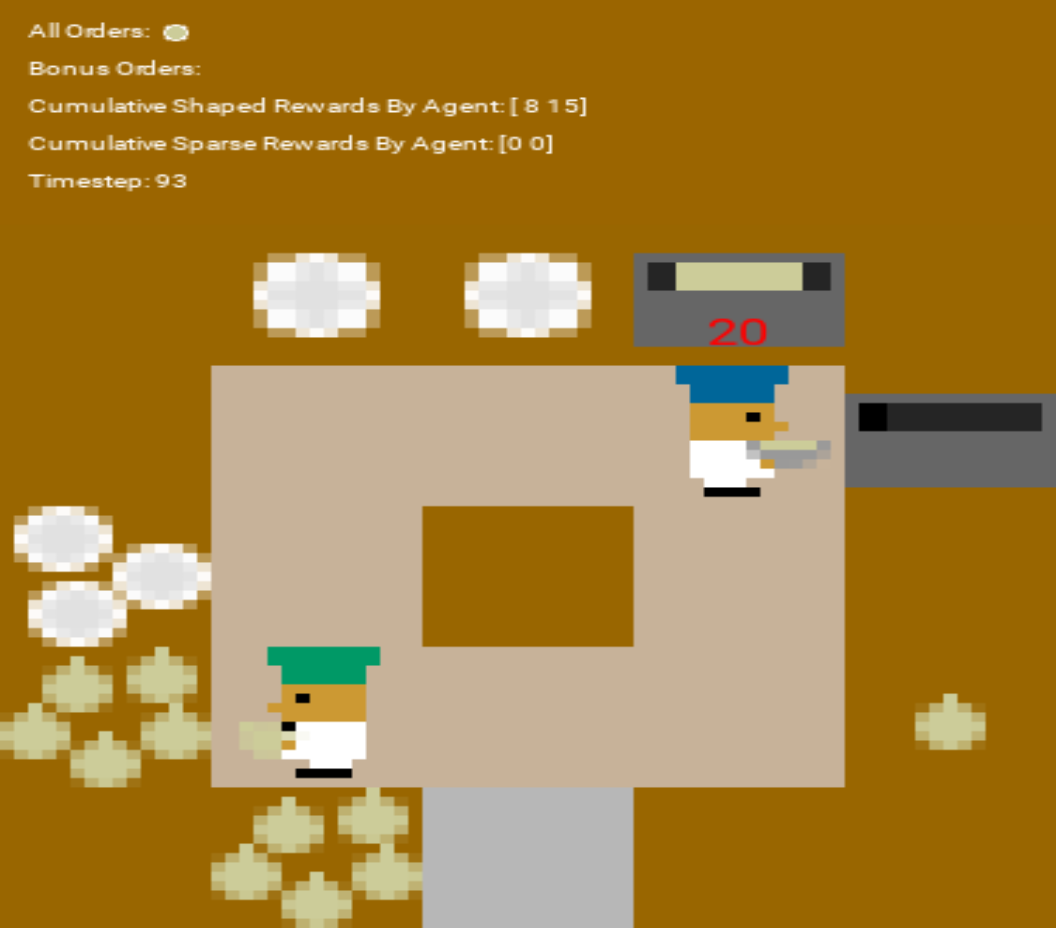 All Orders:
Bonus Orders:
Cumulative Shaped Rewards By Agent: [ 8 15]
Cumulative Sparse Rewards By Agent: [0 0]
Timestep: 93
20